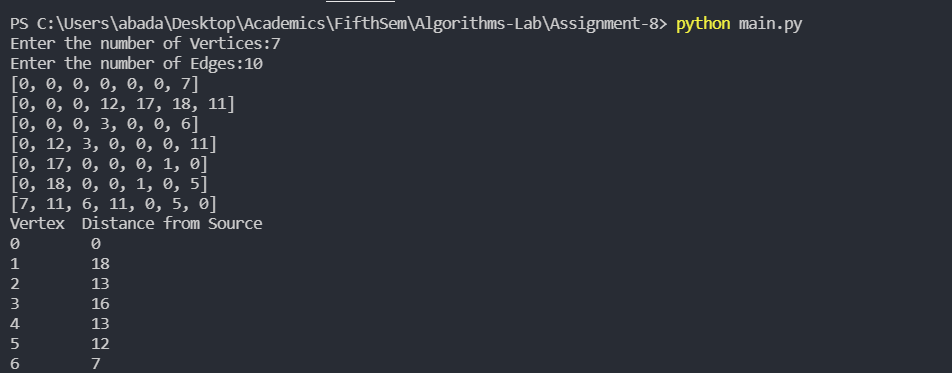 PS C:\Users\abada\Desktop\Academics\FifthSem\Algorithms-Lab\Assignment-8> python main.py
Enter the number of Vertices:7
Enter the number of Edges:10
[0, 0, 0, 0, 0, 0, 7]
[0, 0, 0, 12, 17, 18, 11]
[0, 0, 0, 3, 0, 0, 6]
[0, 12, 3, 0, 0, 0, 11]
[0, 17, 0, 0, 0, 1, 0]
[0, 18, 0, 0, 1, 0, 5]
[7, 11, 6, 11, 0, 5, 0]
Vertex  Distance from Source
0 0
1 18
2 13
3 16
4 13
5 12
6 7